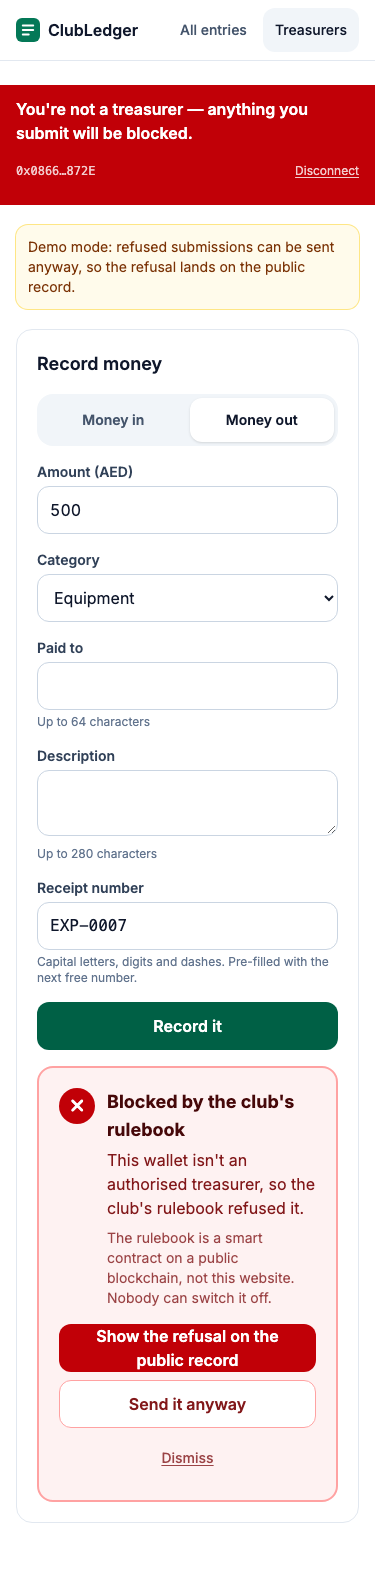 ClubLedger
All entries
Treasurers
You're not a treasurer — anything you
submit will be blocked.
0x0866…872E
Disconnect
Demo mode: refused submissions can be sent
anyway, so the refusal lands on the public
record.
Record money
Money in
Money out
Amount (AED)
500
Category
Equipment
Paid to
Up to 64 characters
Description
Up to 280 characters
Receipt number
EXP-0007
Capital letters, digits and dashes. Pre-filled with the
next free number.
Record it
Blocked by the club's
rulebook
This wallet isn't an
authorised treasurer, so the
club's rulebook refused it.
The rulebook is a smart
contract on a public
blockchain, not this website.
Nobody can switch it off.
Show the refusal on the
public record
Send it anyway
Dismiss